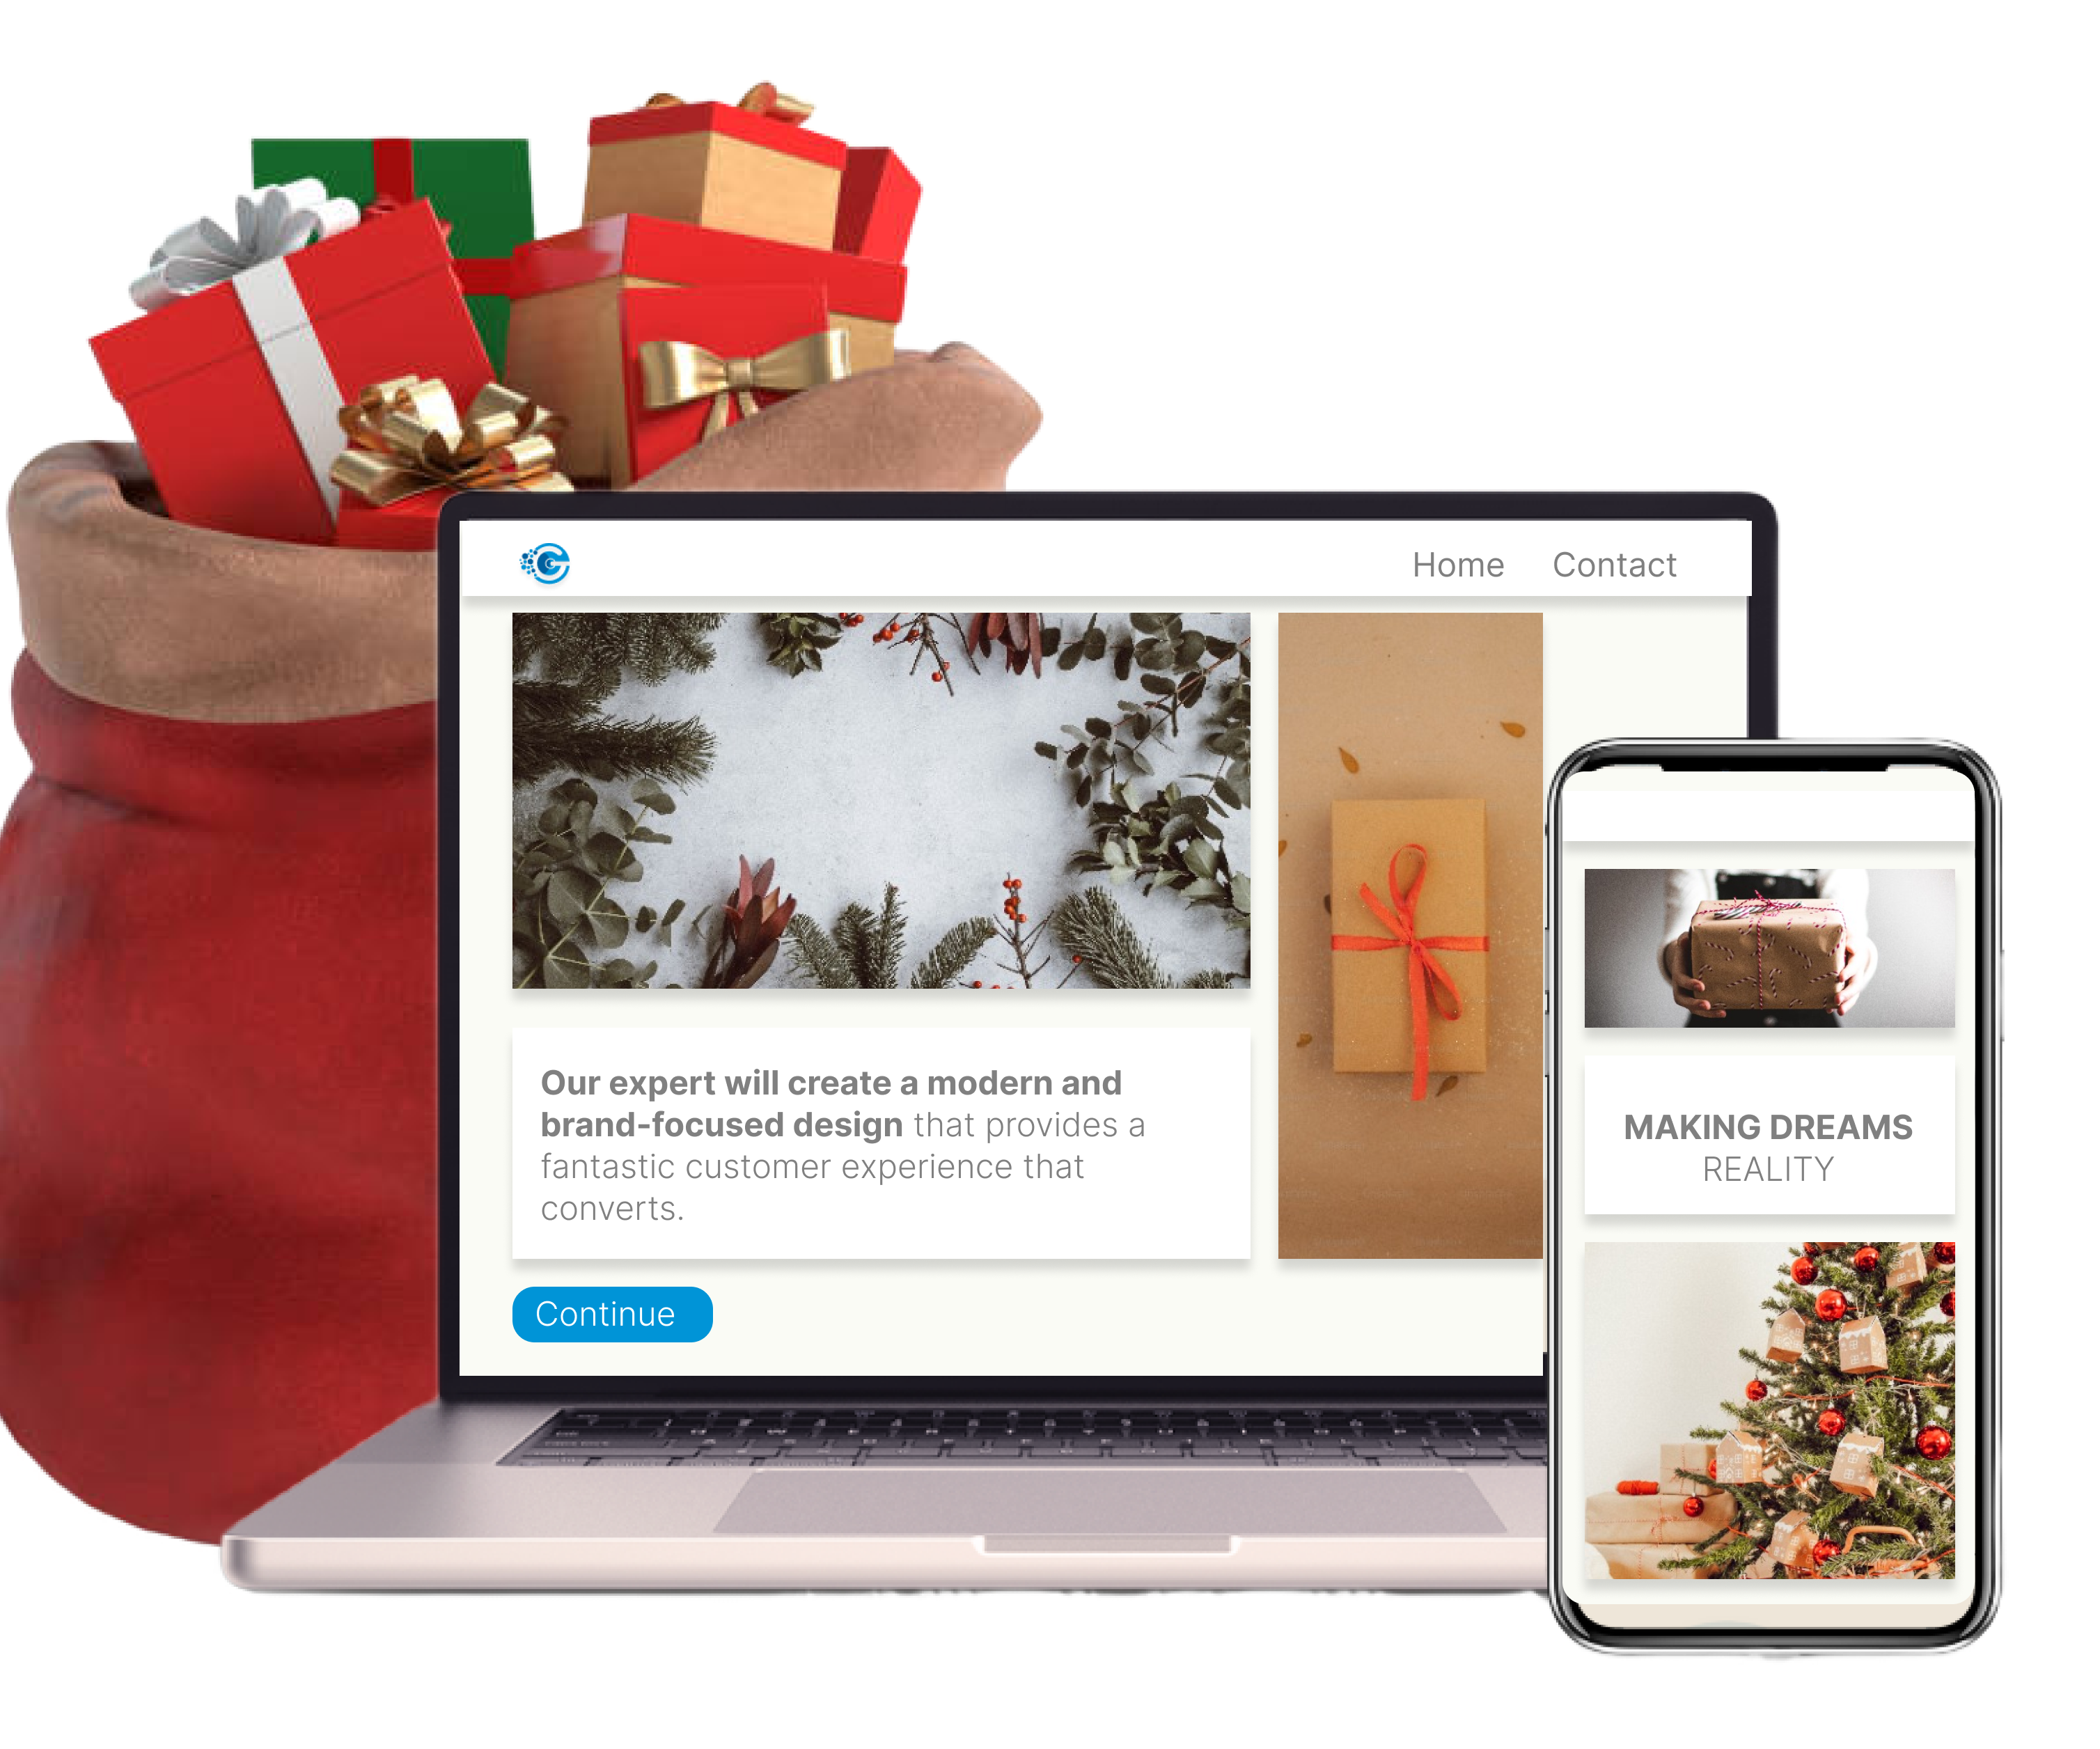 Home Contact
Our expert will create a modern and
brand-focused design that provides a
fantastic customer experience that
converts.
Continue
MAKING DREAMS
REALITY